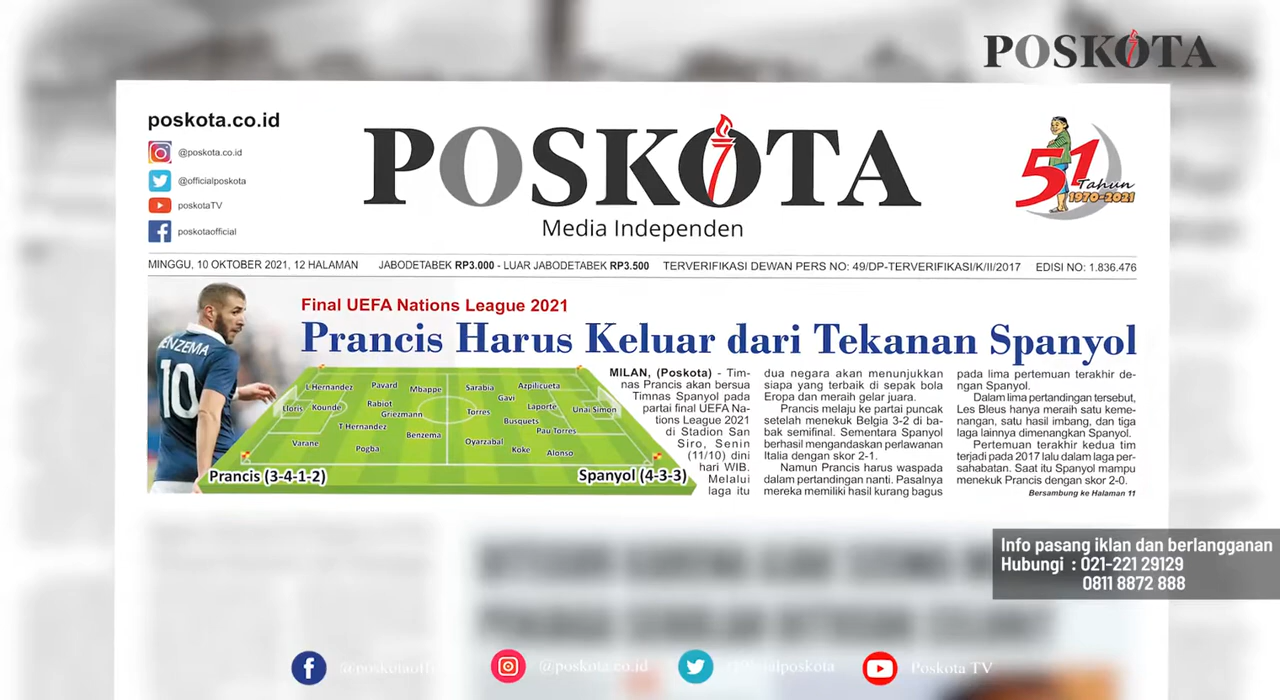 POSKOTA
poskota.co.id
@poskota.co.id
@officialposkota
poskotaTV
poskotaofficial
POSKOTA
Media Independen
51
Tahun
1970-2021
MINGGU, 10 OKTOBER 2021, 12 HALAMAN JABODETABEK RP3.000 - LUAR JABODETABEK RP3.500 TERVERIFIKASI DEWAN PERS NO: 49/DP-TERVERIFIKASI/K/II/2017 EDISI NO: 1.836.476
Final UEFA Nations League 2021
Prancis Harus Keluar dari Tekanan Spanyol
ENZEMA
10
L Hernandez
Pavard
Mbappe
Sarabia
Azpilicueta
Lloris
Kounde
Rabiot
Griezmann
Torres
Gavi
Laporte
Unai Simon
T Hernandez
Benzema
Busquets
Pau Torres
Varane
Pogba
Oyarzabal
Koke
Alonso
Prancis (3-4-1-2)
Spanyol (4-3-3)
MILAN, (Poskota) - Tim-
nas Prancis akan bersua
Timnas Spanyol pada
partai final UEFA Na-
tions League 2021
di Stadion San
Siro, Senin
(11/10) dini
hari WIB.
Melalui
laga itu
dua negara akan menunjukkan
siapa yang terbaik di sepak bola
Eropa dan meraih gelar juara.
Prancis melaju ke partai puncak
setelah menekuk Belgia 3-2 di ba-
bak semifinal. Sementara Spanyol
berhasil mengandaskan perlawanan
Italia dengan skor 2-1.
Namun Prancis harus waspada
dalam pertandingan nanti. Pasalnya
mereka memiliki hasil kurang bagus
pada lima pertemuan terakhir de-
ngan Spanyol.
Dalam lima pertandingan tersebut,
Les Bleus hanya meraih satu keme-
nangan, satu hasil imbang, dan tiga
laga lainnya dimenangkan Spanyol.
Pertemuan terakhir kedua tim
terjadi pada 2017 lalu dalam laga per-
sahabatan. Saat itu Spanyol mampu
menekuk Prancis dengan skor 2-0.
Bersambung ke Halaman 11
Info pasang iklan dan berlangganan
Hubungi : 021-221 29129
0811 8872 888
@poskota.co.id
Poskota TV